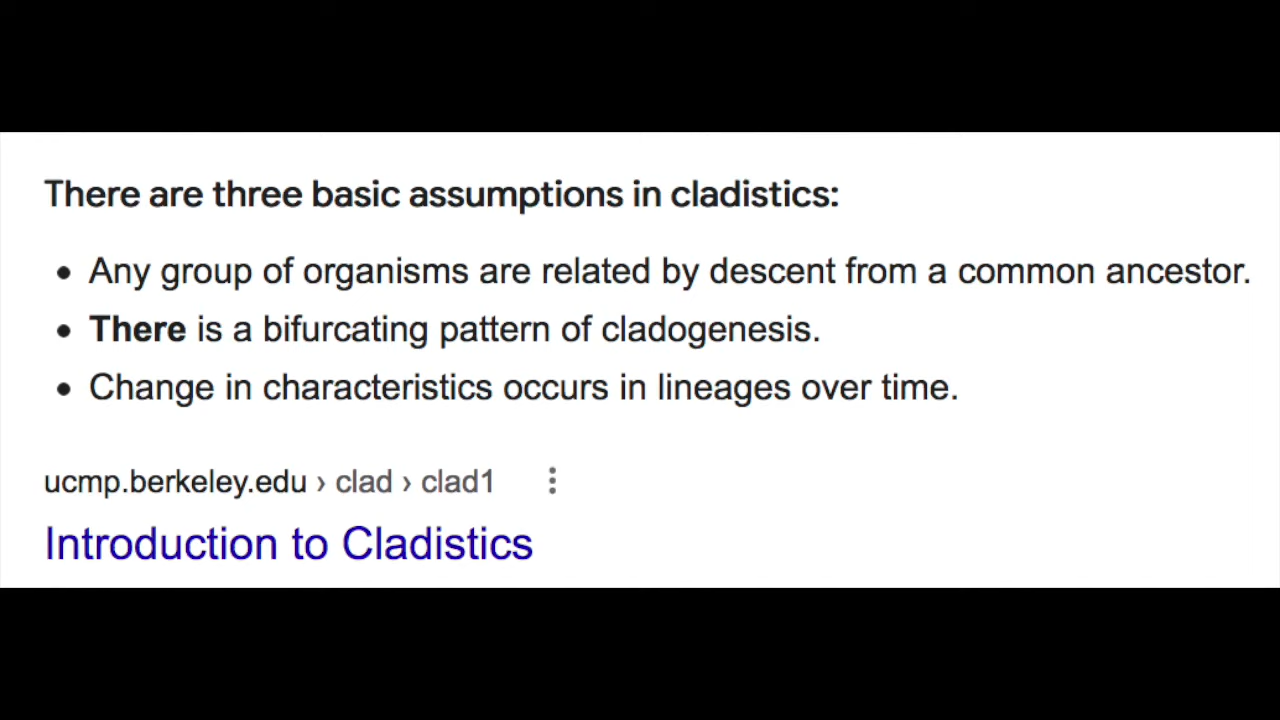 There are three basic assumptions in cladistics:
• Any group of organisms are related by descent from a common ancestor.
• There is a bifurcating pattern of cladogenesis.
• Change in characteristics occurs in lineages over time.
ucmp.berkeley.edu › clad › clad1
Introduction to Cladistics